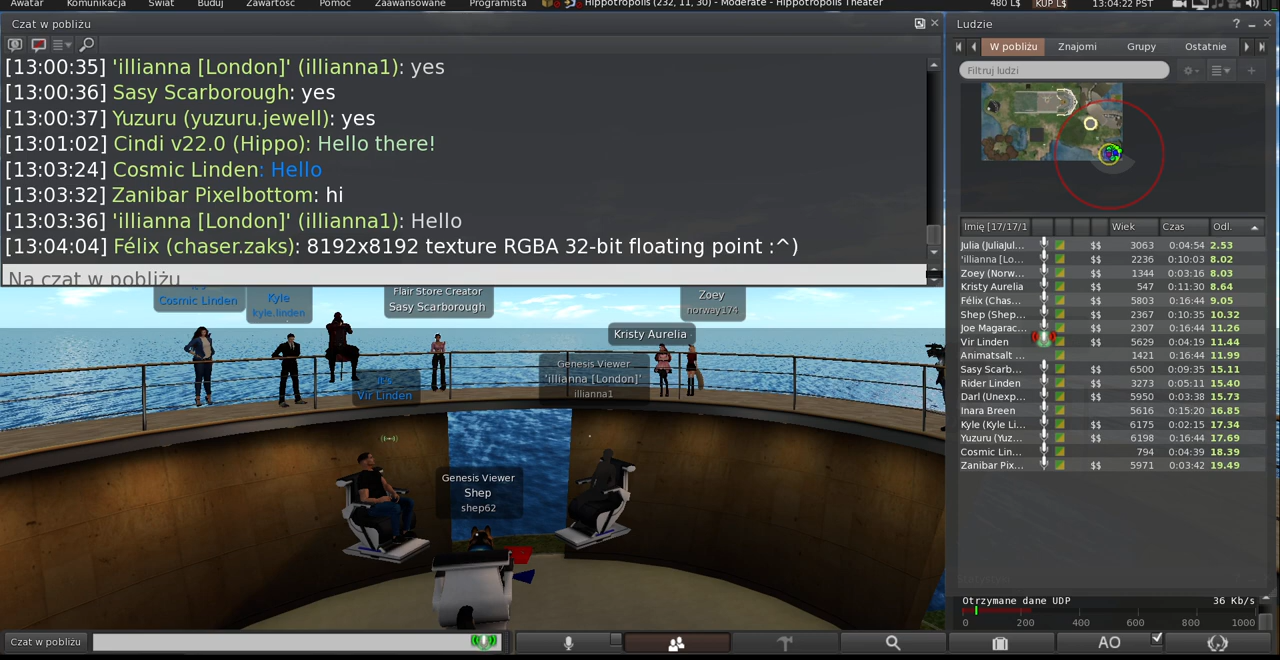 Awatar Komunikacja Świat Buduj Zawartość Pomoc Zaawansowane Programista Hippotropolis (232, 11, 30) - Moderate - Hippotropolis Theater 480 L$ KUP L$ 13:04:22 PST
Czat w pobliżu
[13:00:35] 'illianna [London]' (illianna1): yes
[13:00:36] Sasy Scarborough: yes
[13:00:37] Yuzuru (yuzuru.jewell): yes
[13:01:02] Cindi v22.0 (Hippo): Hello there!
[13:03:24] Cosmic Linden: Hello
[13:03:32] Zanibar Pixelbottom: hi
[13:03:36] 'illianna [London]' (illianna1): Hello
[13:04:04] Félix (chaser.zaks): 8192x8192 texture RGBA 32-bit floating point :^)
Na czat w pobliżu
Cosmic Linden
Kyle
kyle.linden
Flair Store Creator
Sasy Scarborough
Zoey
norway174
Kristy Aurelia
Genesis Viewer
'illianna [London]'
illianna1
It's
Vir Linden
Genesis Viewer
Shep
shep62
Czat w pobliżu
AO
Ludzie
?
W pobliżu Znajomi Grupy Ostatnie
Filtruj ludzi
Imię [17/17/1 Wiek Czas Odl.
Julia (JuliaJul... $$ 3063 0:04:54 2.53
'illianna [Lo... $$ 2236 0:10:03 8.02
Zoey (Norw... $$ 1344 0:03:16 8.03
Kristy Aurelia 547 0:11:30 8.64
Félix (Chas... $$ 5803 0:16:44 9.05
Shep (Shep... $$ 2367 0:10:35 10.32
Joe Magarac... $$ 2307 0:16:44 11.26
Vir Linden $$ 5629 0:04:19 11.44
Animatsalt ... 1421 0:16:44 11.99
Sasy Scarb... $$ 6500 0:09:35 15.11
Rider Linden $$ 3273 0:05:11 15.40
Darl (Unexp... $$ 5950 0:03:38 15.73
Inara Breen 5616 0:15:20 16.85
Kyle (Kyle Li... $$ 6175 0:02:15 17.34
Yuzuru (Yuz... $$ 6198 0:16:44 17.69
Cosmic Lin... 794 0:04:39 18.39
Zanibar Pix... $$ 5971 0:03:42 19.49
Otrzymane dane UDP 36 Kb/s
0 200 400 600 800 1000